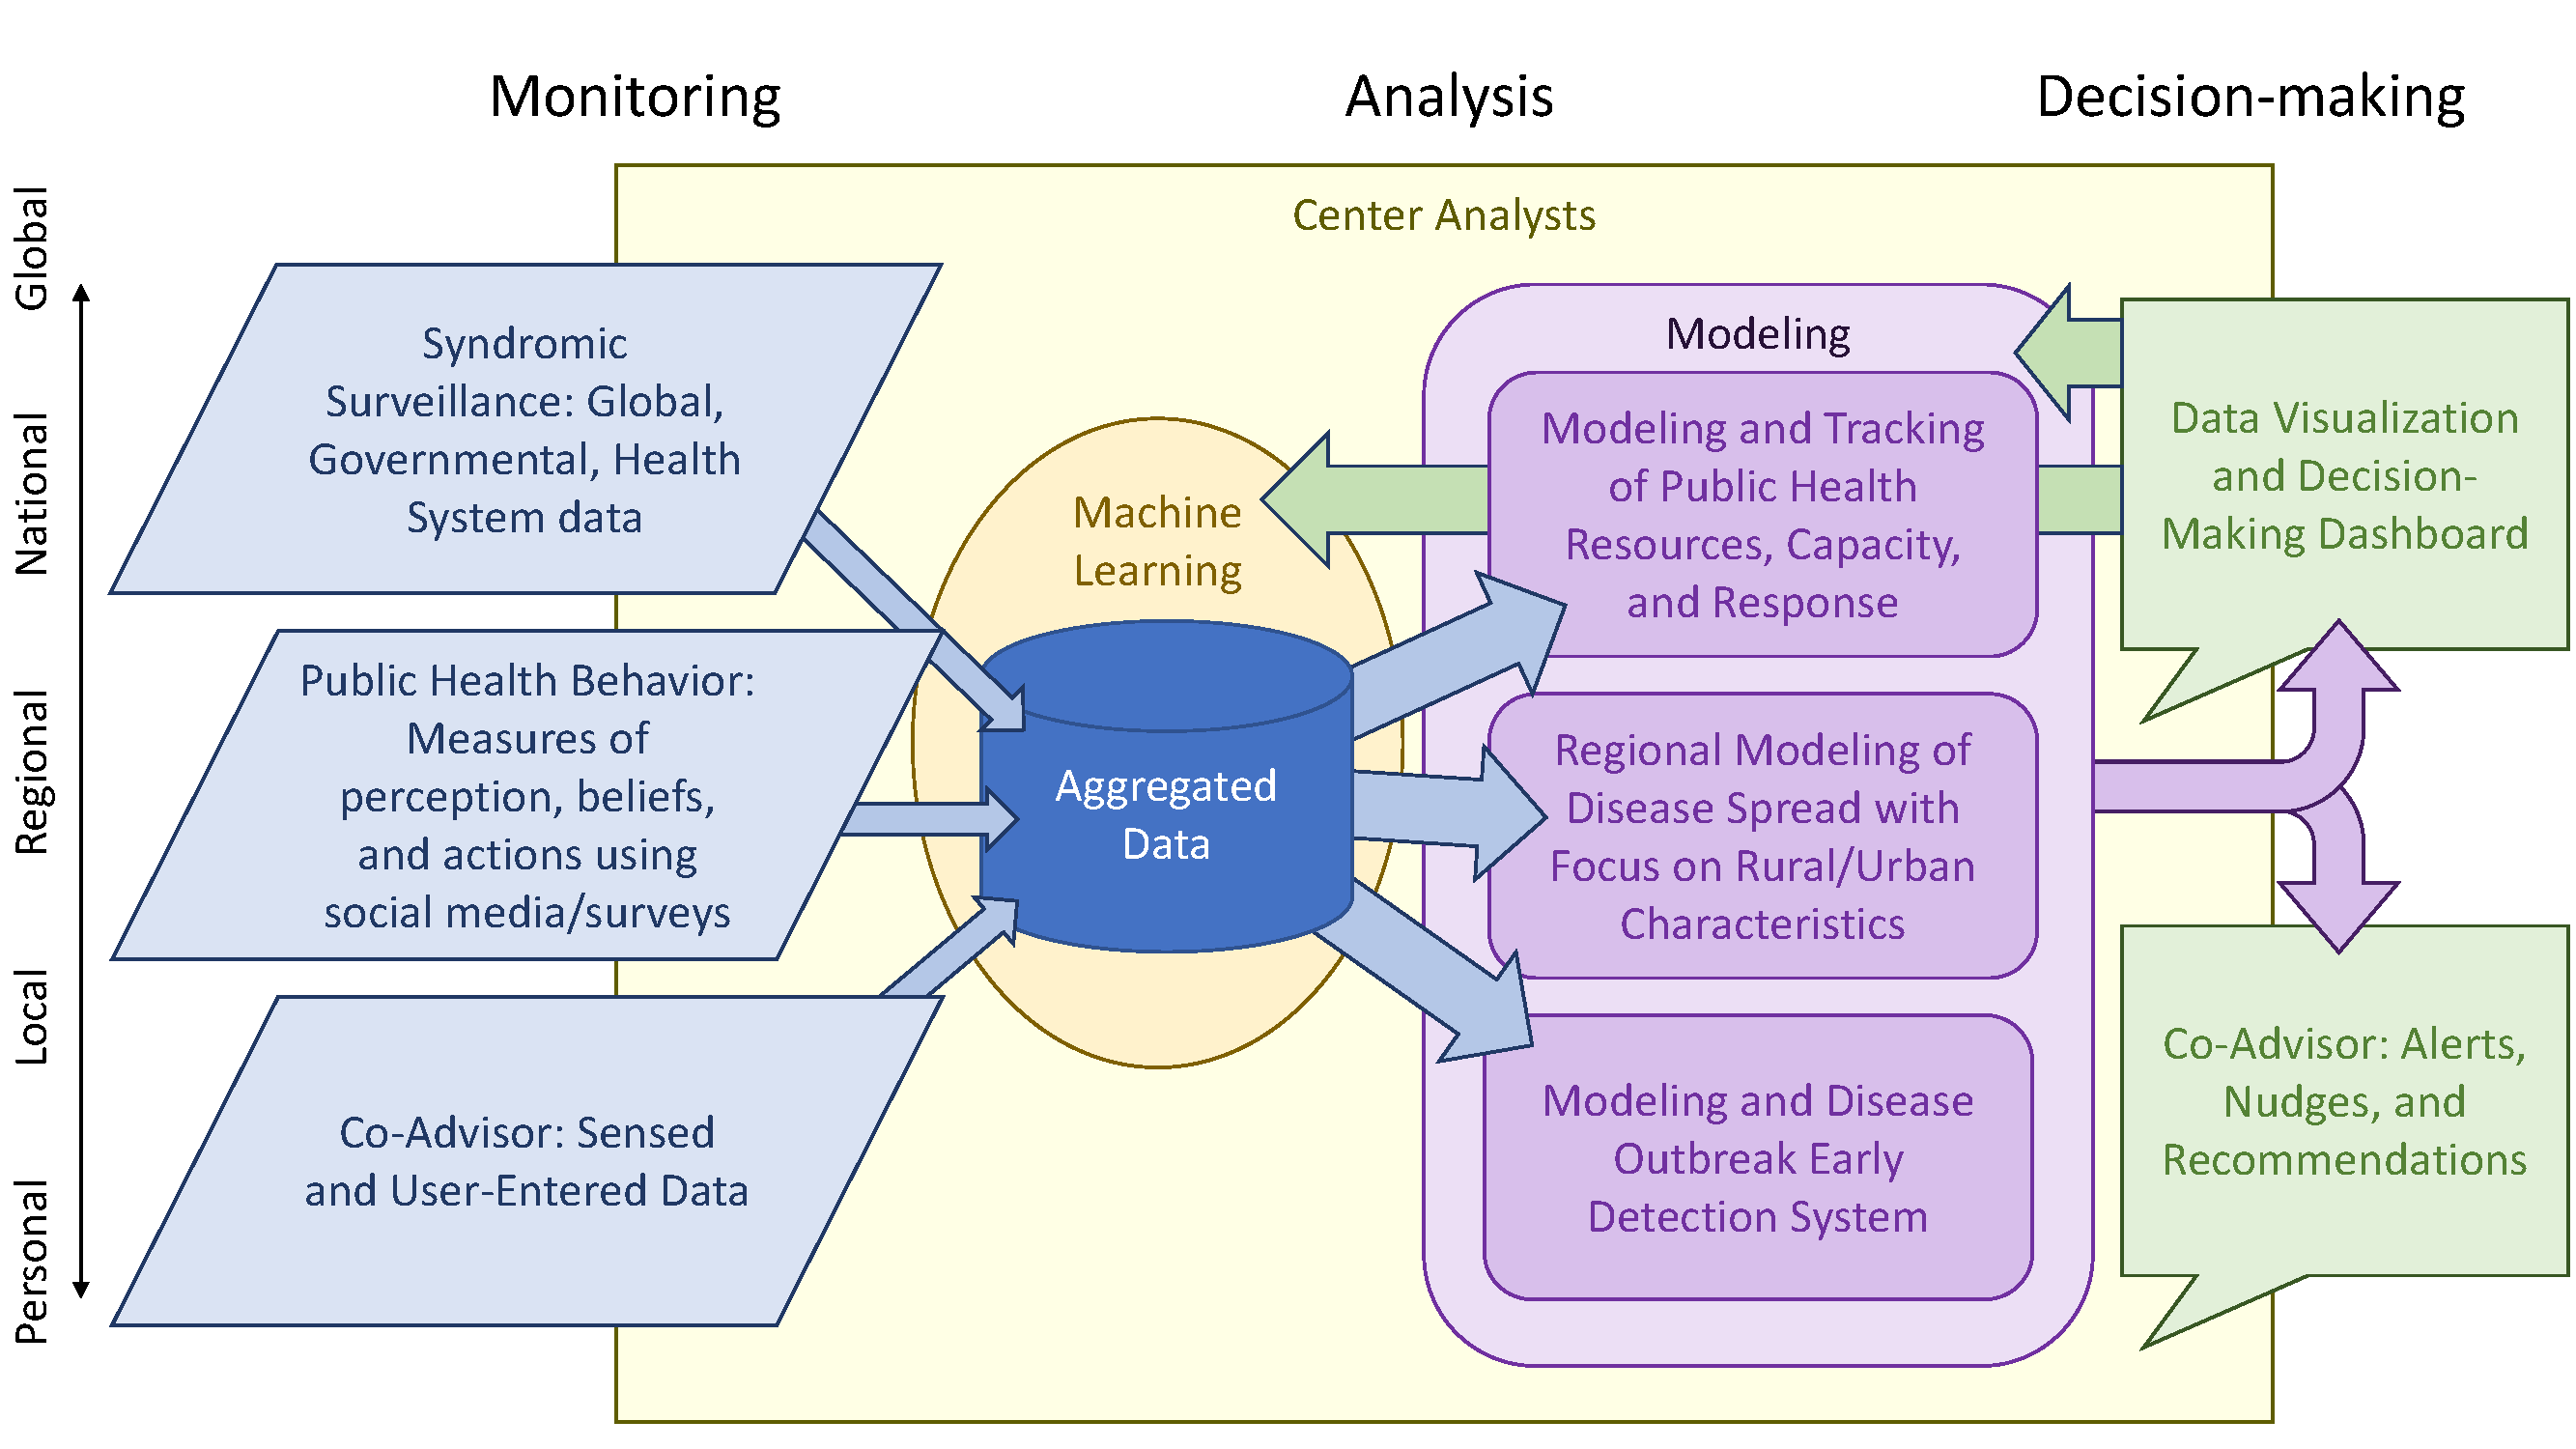 Monitoring
Analysis
Decision-making
Global
National
Regional
Local
Personal
Center Analysts
Syndromic
Surveillance: Global,
Governmental, Health
System data
Public Health Behavior:
Measures of
perception, beliefs,
and actions using
social media/surveys
Co-Advisor: Sensed
and User-Entered Data
Machine
Learning
Aggregated
Data
Modeling
Modeling and Tracking
of Public Health
Resources, Capacity,
and Response
Regional Modeling of
Disease Spread with
Focus on Rural/Urban
Characteristics
Modeling and Disease
Outbreak Early
Detection System
Data Visualization
and Decision-
Making Dashboard
Co-Advisor: Alerts,
Nudges, and
Recommendations